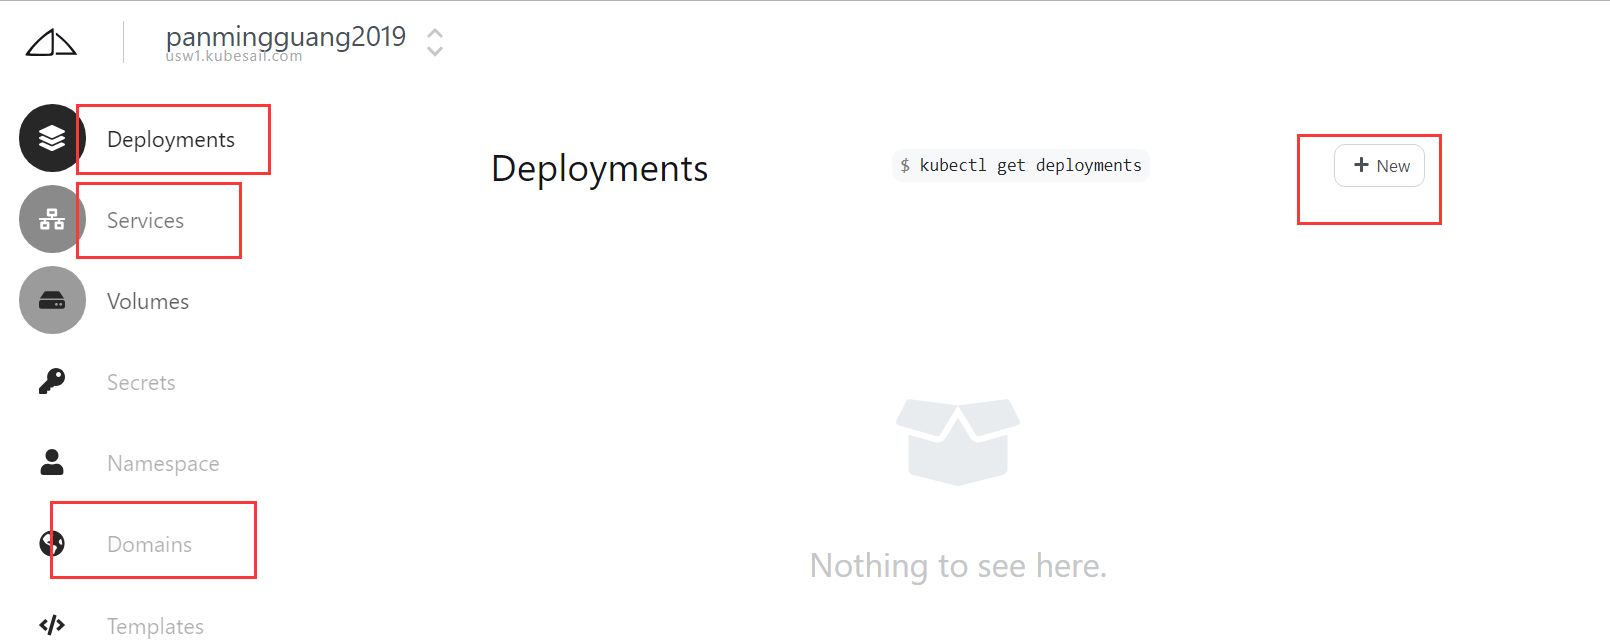 panmingguang2019
usw1.kubesail.com
Deployments
Services
Volumes
Secrets
Namespace
Domains
Templates
Deployments
$ kubectl get deployments
+ New
Nothing to see here.